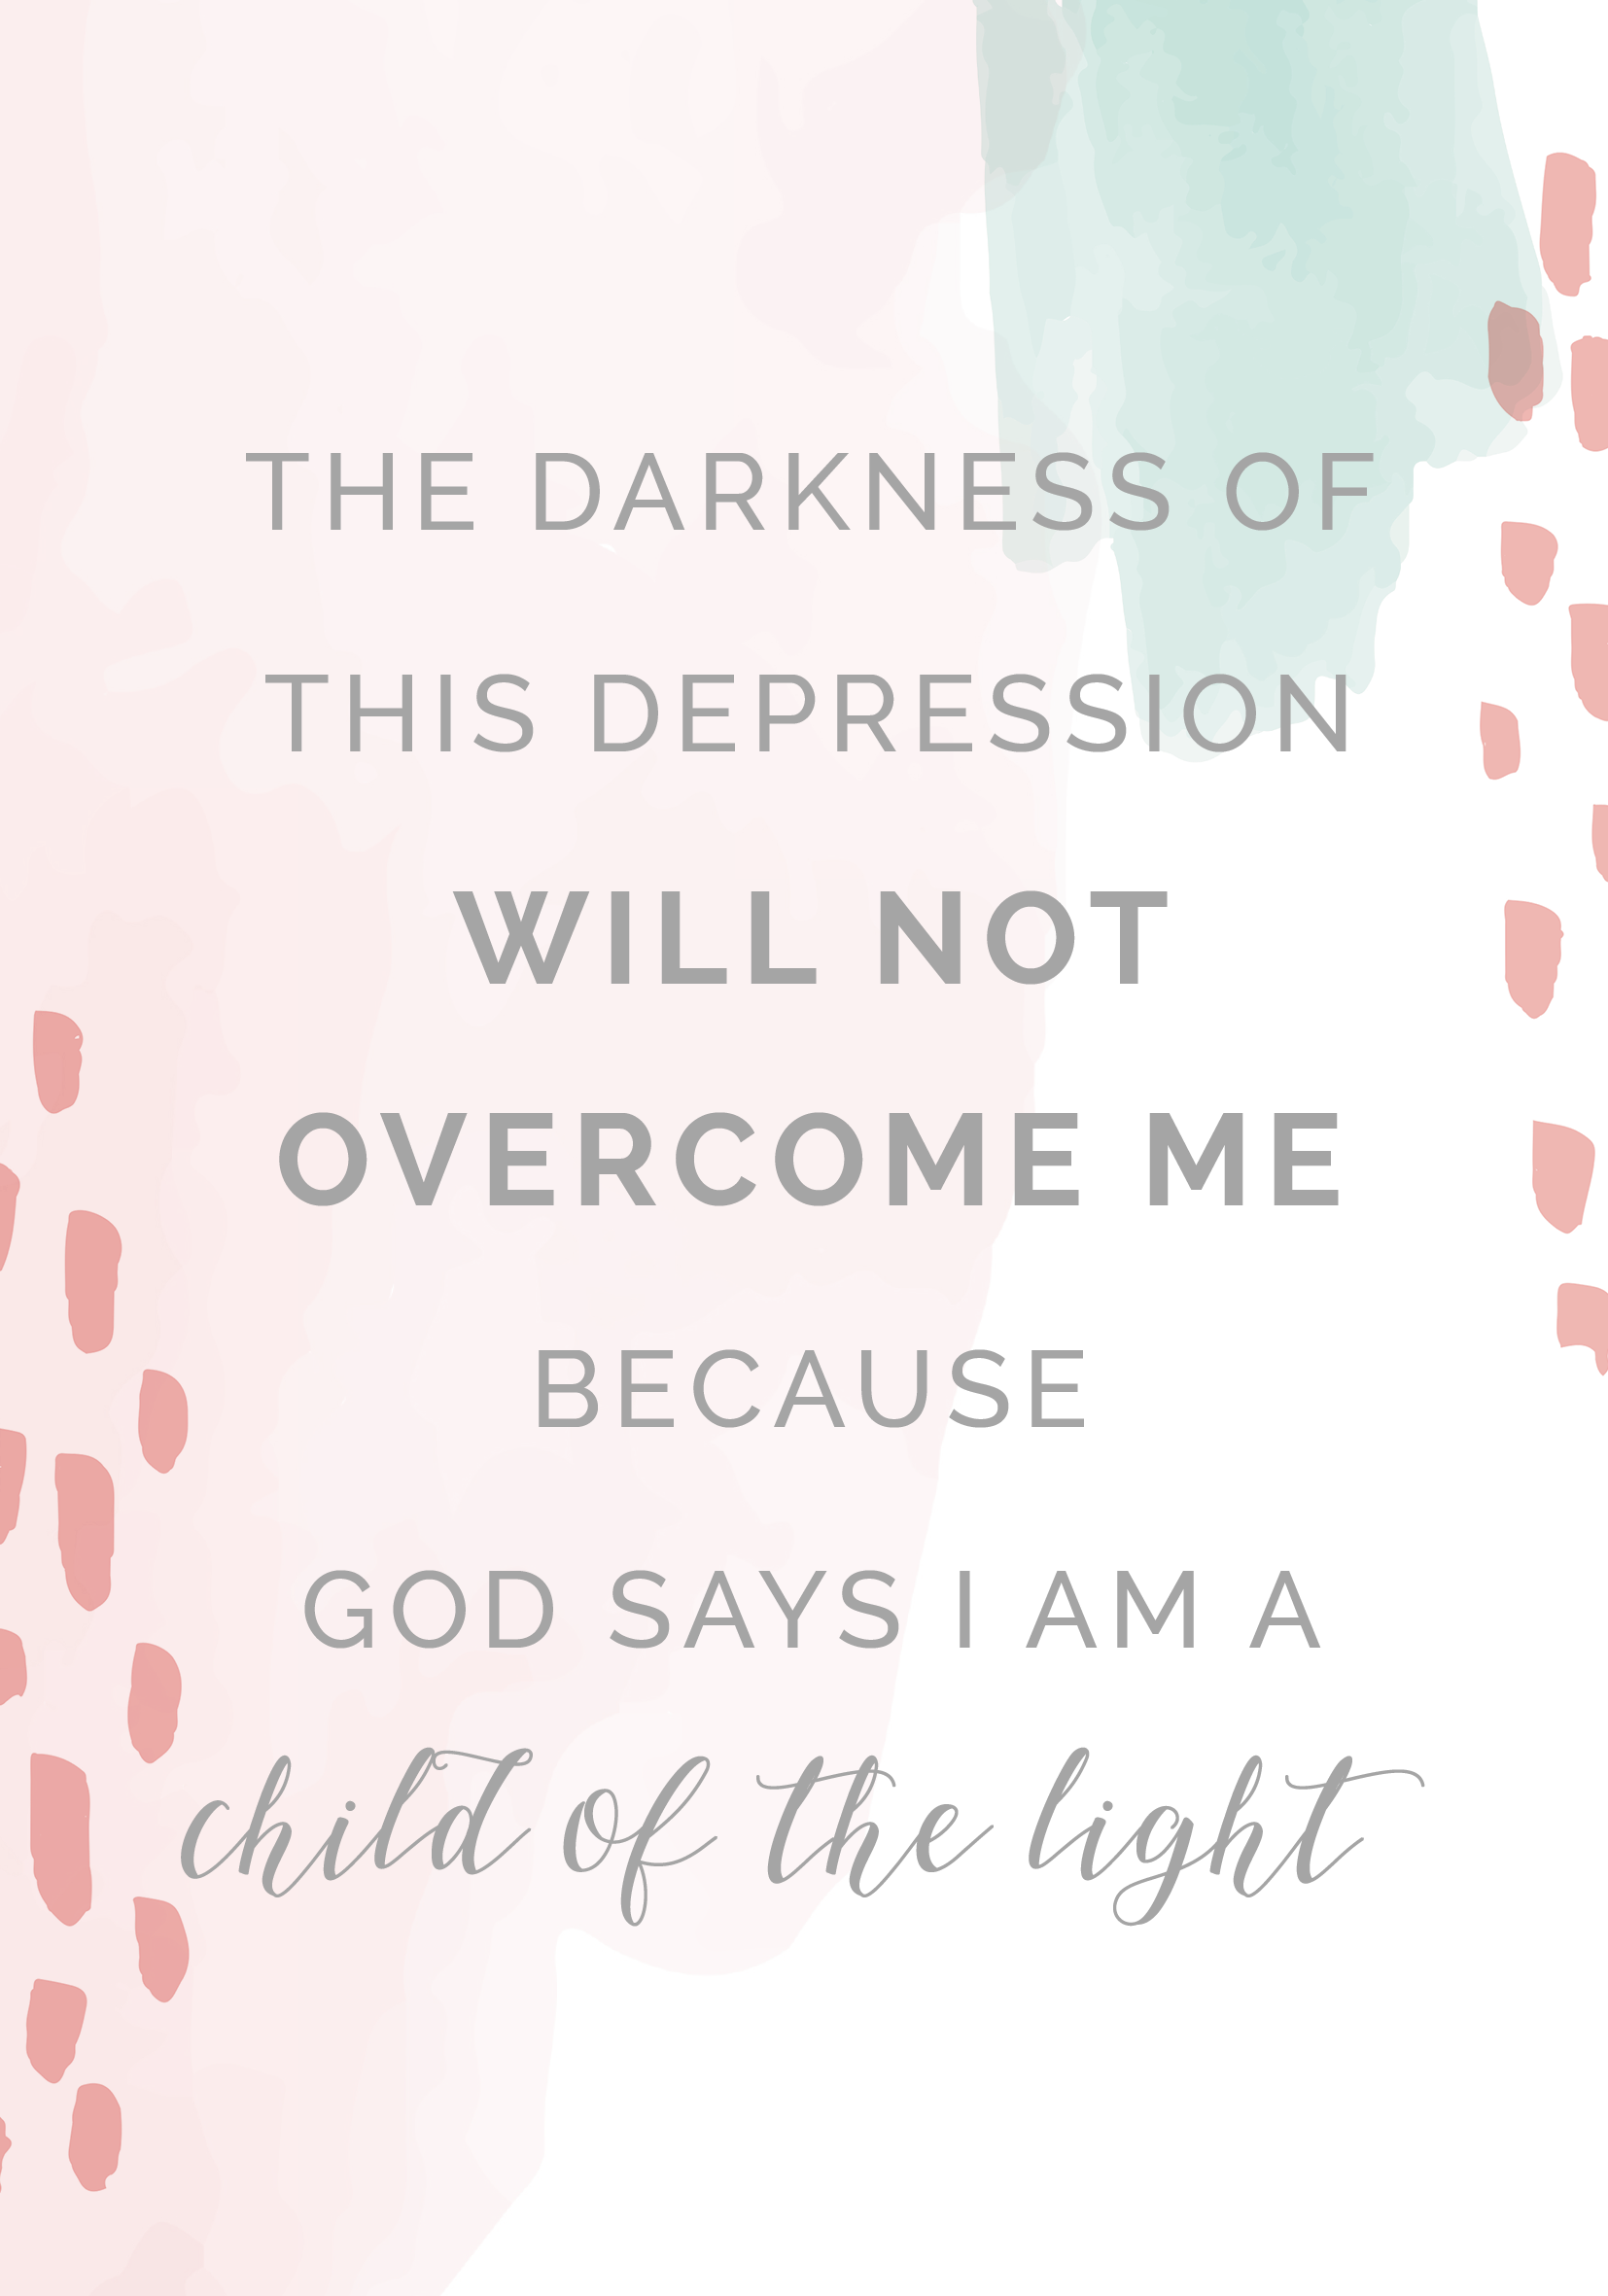 THE DARKNESS OF
THIS DEPRESSION
WILL NOT
OVERCOME ME
BECAUSE
GOD SAYS I AM A
child of the light